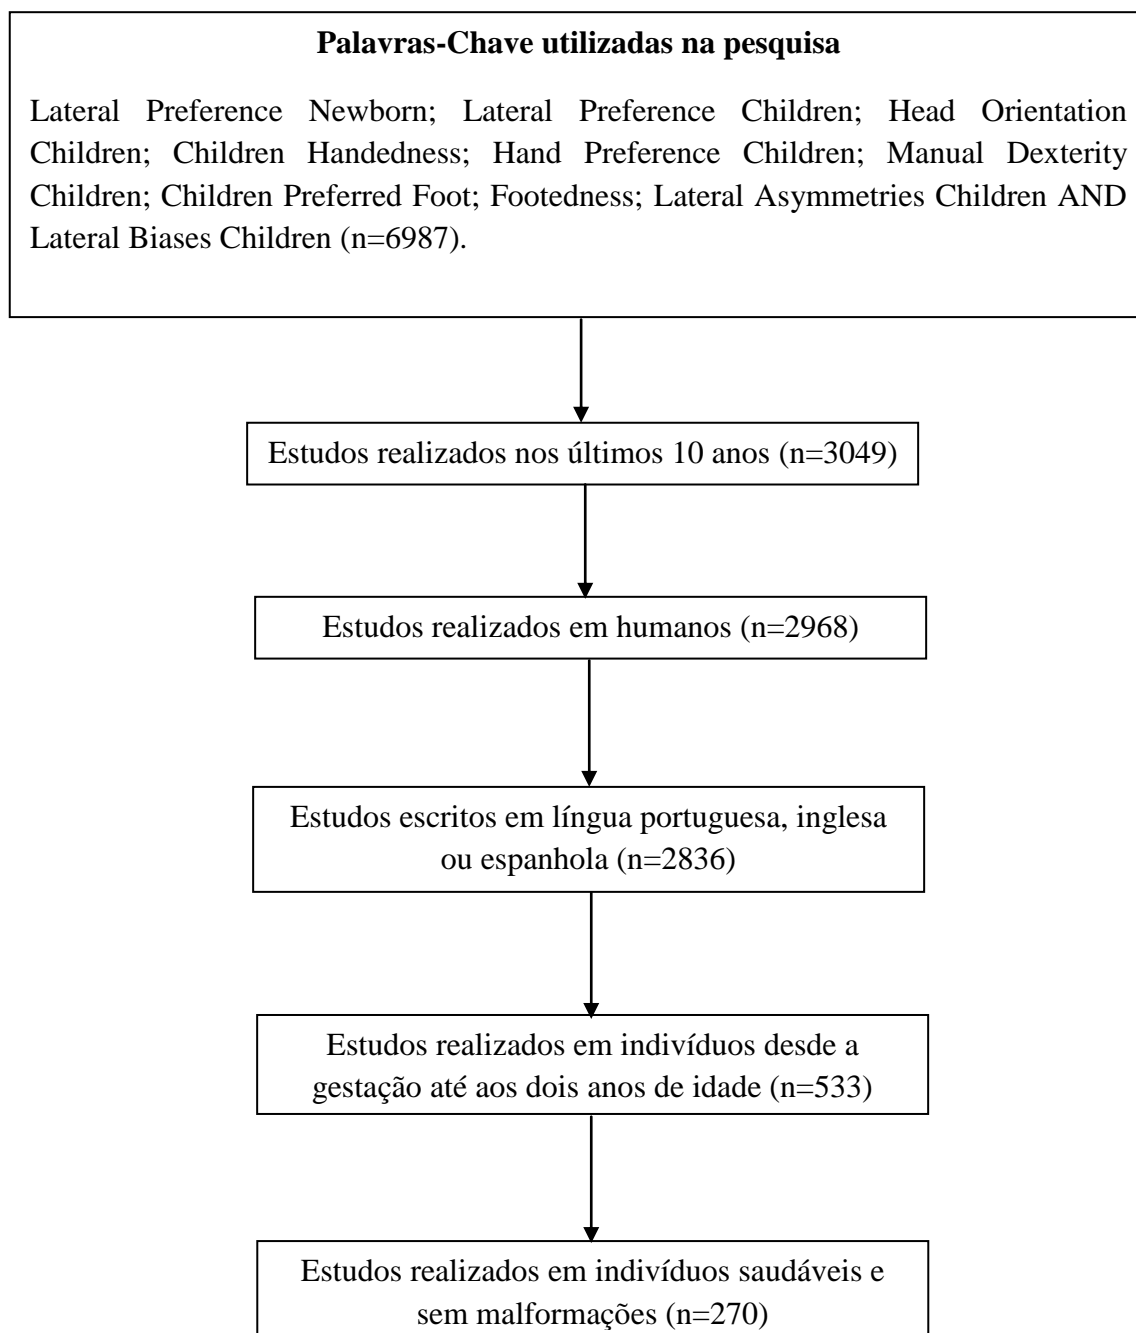 Palavras-Chave utilizadas na pesquisa
Lateral Preference Newborn; Lateral Preference Children; Head Orientation
Children; Children Handedness; Hand Preference Children; Manual Dexterity
Children; Children Preferred Foot; Footedness; Lateral Asymmetries Children AND
Lateral Biases Children (n=6987).
Estudos realizados nos últimos 10 anos (n=3049)
Estudos realizados em humanos (n=2968)
Estudos escritos em língua portuguesa, inglesa
ou espanhola (n=2836)
Estudos realizados em indivíduos desde a
gestação até aos dois anos de idade (n=533)
Estudos realizados em indivíduos saudáveis e
sem malformações (n=270)